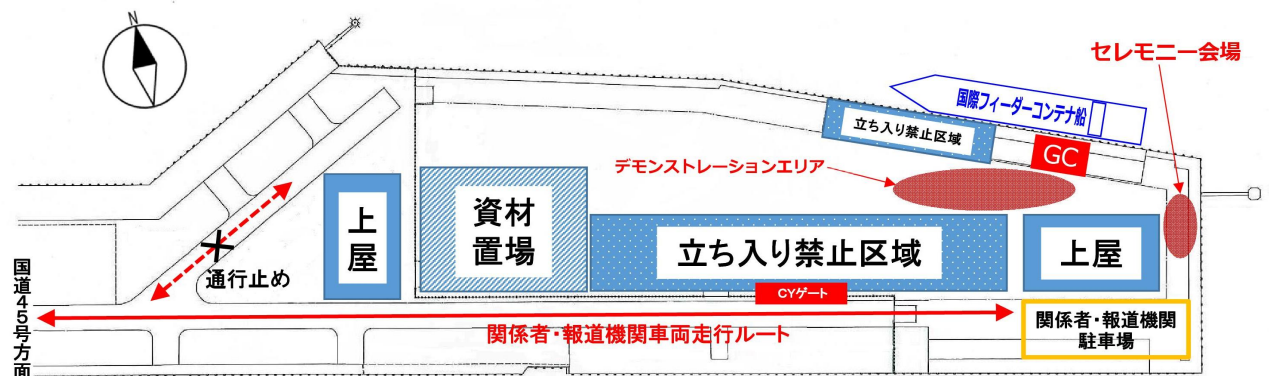 N
セレモニー会場
国際フィーダーコンテナ船
立ち入り禁止区域
GC
デモンストレーションエリア
上屋
資材
置場
立ち入り禁止区域
上屋
通行止め
CYゲート
国道45号方面
関係者・報道機関車両走行ルート
関係者・報道機関
駐車場